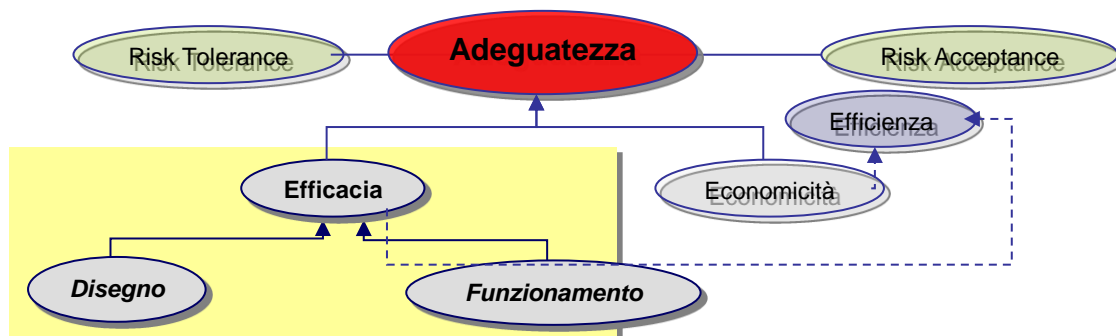 Risk Tolerance
Adeguatezza
Risk Acceptance
Efficienza
Efficacia
Economicità
Disegno
Funzionamento